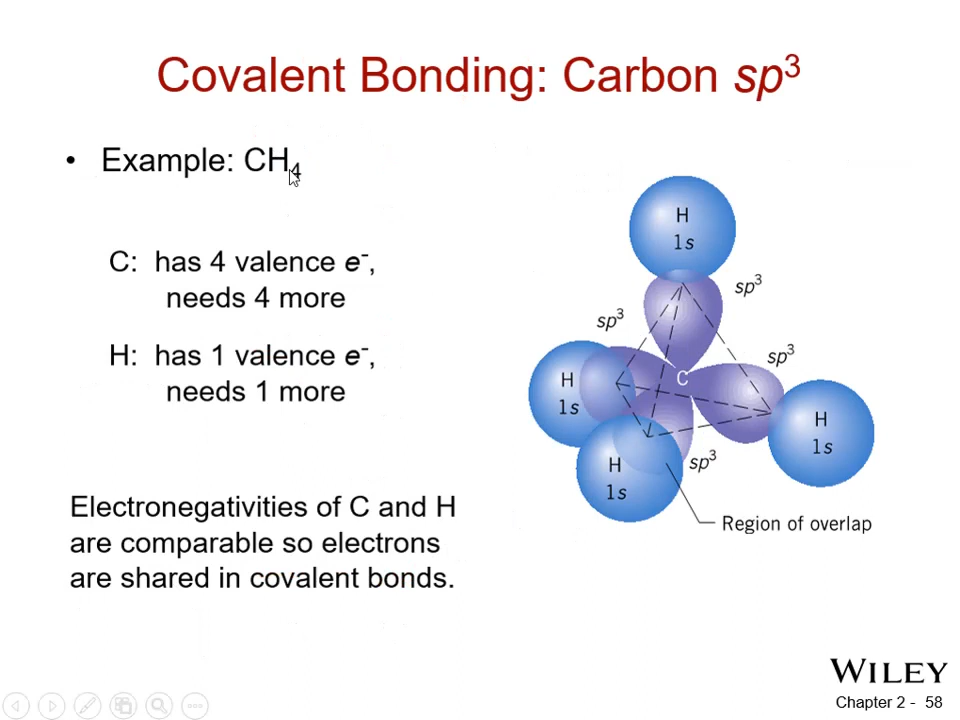 Covalent Bonding: Carbon sp³
• Example: CH₄
C: has 4 valence e⁻,
needs 4 more
H: has 1 valence e⁻,
needs 1 more
Electronegativities of C and H
are comparable so electrons
are shared in covalent bonds.
H
1s
sp³
sp³
sp³
C
H
1s
H
1s
H
1s
sp³
Region of overlap
WILEY
Chapter 2 - 58